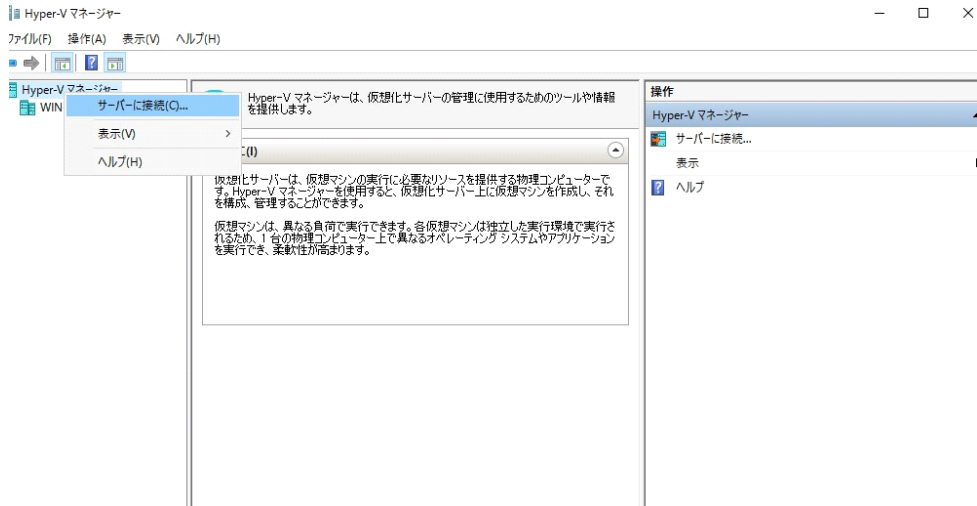 Hyper-V マネージャー
ファイル(F) 操作(A) 表示(V) ヘルプ(H)
Hyper-V マネージャー
WIN
サーバーに接続(C)...
表示(V)
ヘルプ(H)
Hyper-V マネージャーは、仮想化サーバーの管理に使用するためのツールや情報
を提供します。
(I)
仮想化サーバーは、仮想マシンの実行に必要なリソースを提供する物理コンピューターで
す。Hyper-V マネージャーを使用すると、仮想化サーバー上に仮想マシンを作成し、それ
を構成、管理することができます。
仮想マシンは、異なる負荷で実行できます。各仮想マシンは独立した実行環境で実行さ
れるため、1 台の物理コンピューター上で異なるオペレーティング システムやアプリケーション
を実行でき、柔軟性が高まります。
操作
Hyper-V マネージャー
サーバーに接続...
表示
ヘルプ